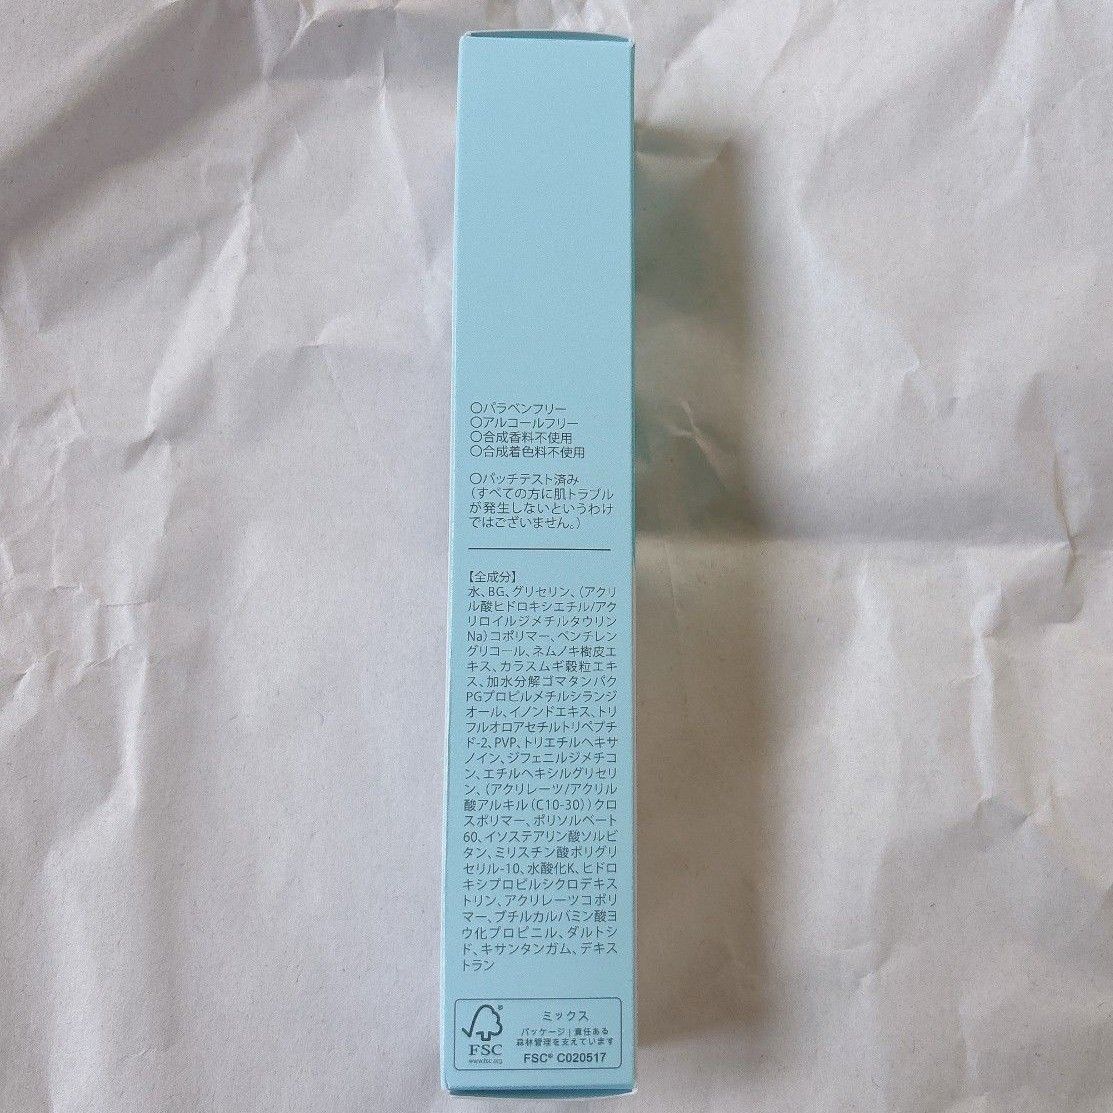 〇パラベンフリー
〇アルコールフリー
〇合成香料不使用
〇合成着色料不使用
〇パッチテスト済み
(すべての方に肌トラブル
が発生しないというわけ
ではございません。)
【全成分】
水、BG、グリセリン、(アクリ
ル酸ヒドロキシエチル/アク
リロイルジメチルタウリン
Na)コポリマー、ペンチレン
グリコール、ネムノキ樹皮エ
キス、カラスムギ穀粒エキ
ス、加水分解ゴマタンパク
PGプロピルメチルシランジ
オール、イノンドエキス、トリ
フルオロアセチルトリペプチ
ド-2、PVP、トリエチルヘキサ
ノイン、ジフェニルジメチコ
ン、エチルヘキシルグリセリ
ン、(アクリレーツ/アクリル
酸アルキル(C10-30))クロ
スポリマー、ポリソルベート
60、イソステアリン酸ソルビ
タン、ミリスチン酸ポリグリ
セリル-10、水酸化K、ヒドロ
キシプロピルシクロデキス
トリン、アクリレーツコポリ
マー、ブチルカルバミン酸ヨ
ウ化プロピニル、ダルトシ
ド、キサンタンガム、デキス
トラン
ミックス
パッケージ | 責任ある
森林管理を支えています
FSC® C020517
®
FSC
www.fsc.org